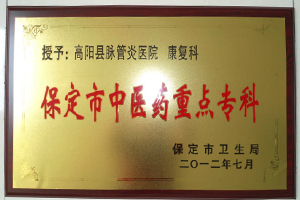 授予：高阳县脉管炎医院 康复科
保定市中医药重点专科
保定市卫生局
二〇一二年七月